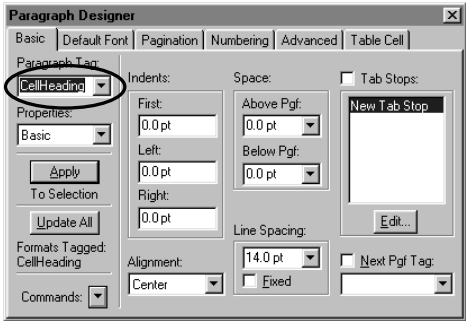 Paragraph Designer
Basic Default Font Pagination Numbering Advanced Table Cell
Paragraph Tag:
CellHeading
Properties:
Basic
Apply
To Selection
Update All
Formats Tagged:
CellHeading
Commands:
Indents:
First:
0.0 pt
Left:
0.0 pt
Right:
0.0 pt
Alignment:
Center
Space:
Above Pgf:
0.0 pt
Below Pgf:
0.0 pt
Line Spacing:
14.0 pt
Fixed
Tab Stops:
New Tab Stop
Edit...
Next Pgf Tag: